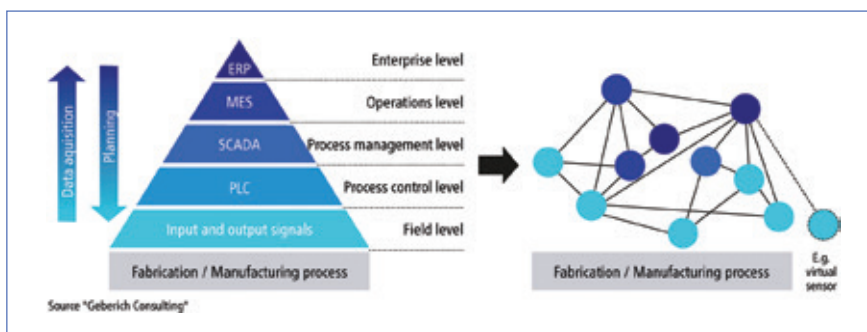 Data aquisition
Planning
ERP
MES
SCADA
PLC
Input and output signals
Enterprise level
Operations level
Process management level
Process control level
Field level
Fabrication / Manufacturing process
Source "Geberich Consulting"
Fabrication / Manufacturing process
E.g.
virtual
sensor